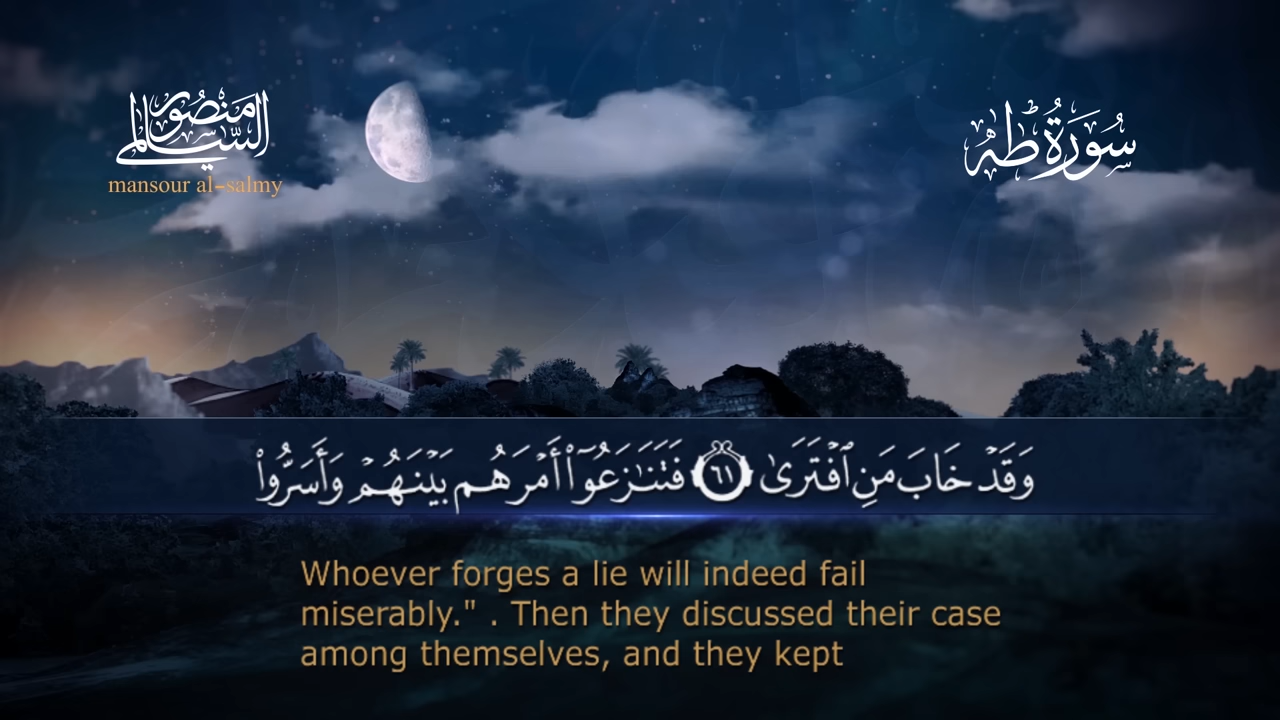 منصور السالمي
mansour al-salmy
سُورَةُ طه
وَقَدْ خَابَ مَنِ ٱفْتَرَىٰ ٦١ فَتَنَٰزَعُوٓا۟ أَمْرَهُم بَيْنَهُمْ وَأَسَرُّوا۟
Whoever forges a lie will indeed fail
miserably." . Then they discussed their case
among themselves, and they kept